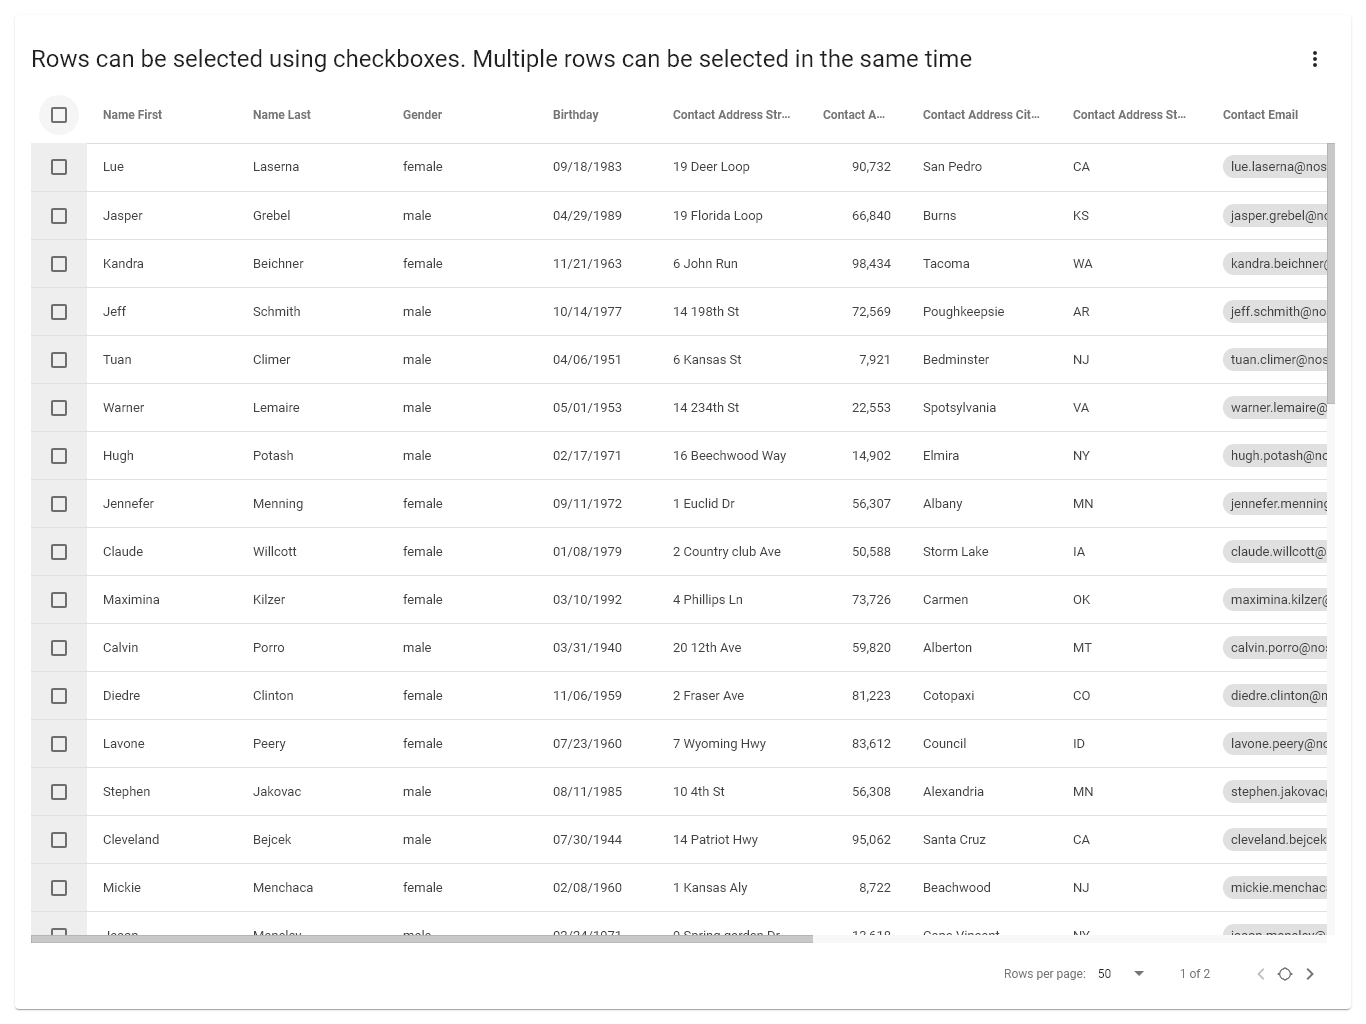 Rows can be selected using checkboxes. Multiple rows can be selected in the same time
Name First Name Last Gender Birthday Contact Address Str... Contact A... Contact Address Cit... Contact Address St... Contact Email
Lue Laserna female 09/18/1983 19 Deer Loop 90,732 San Pedro CA lue.laserna@nos
Jasper Grebel male 04/29/1989 19 Florida Loop 66,840 Burns KS jasper.grebel@no
Kandra Beichner female 11/21/1963 6 John Run 98,434 Tacoma WA kandra.beichner@
Jeff Schmith male 10/14/1977 14 198th St 72,569 Poughkeepsie AR jeff.schmith@no
Tuan Climer male 04/06/1951 6 Kansas St 7,921 Bedminster NJ tuan.climer@nos
Warner Lemaire male 05/01/1953 14 234th St 22,553 Spotsylvania VA warner.lemaire@
Hugh Potash male 02/17/1971 16 Beechwood Way 14,902 Elmira NY hugh.potash@no
Jennefer Menning female 09/11/1972 1 Euclid Dr 56,307 Albany MN jennefer.menning
Claude Willcott female 01/08/1979 2 Country club Ave 50,588 Storm Lake IA claude.willcott@
Maximina Kilzer female 03/10/1992 4 Phillips Ln 73,726 Carmen OK maximina.kilzer@
Calvin Porro male 03/31/1940 20 12th Ave 59,820 Alberton MT calvin.porro@nos
Diedre Clinton female 11/06/1959 2 Fraser Ave 81,223 Cotopaxi CO diedre.clinton@n
Lavone Peery female 07/23/1960 7 Wyoming Hwy 83,612 Council ID lavone.peery@no
Stephen Jakovac male 08/11/1985 10 4th St 56,308 Alexandria MN stephen.jakovac@
Cleveland Bejcek male 07/30/1944 14 Patriot Hwy 95,062 Santa Cruz CA cleveland.bejcek
Mickie Menchaca female 02/08/1960 1 Kansas Aly 8,722 Beachwood NJ mickie.menchac
Rows per page: 50 1 of 2